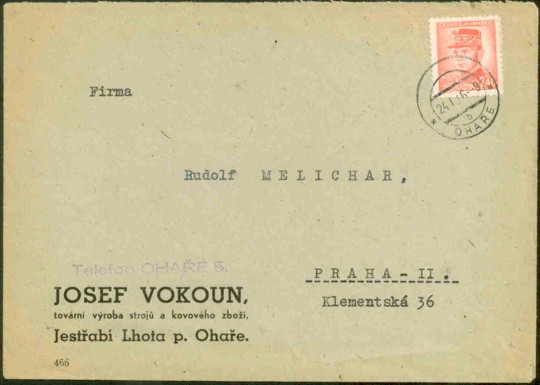 ČESKOSLOVENSKO
OHAŘE
Firma
Rudolf MELICHAR,
Telefon OHAŘE 5.
PRAHA-II.
Klementská 36
JOSEF VOKOUN,
tovární výroba strojů a kovového zboží,
Jestřabí Lhota p. Ohaře.
466